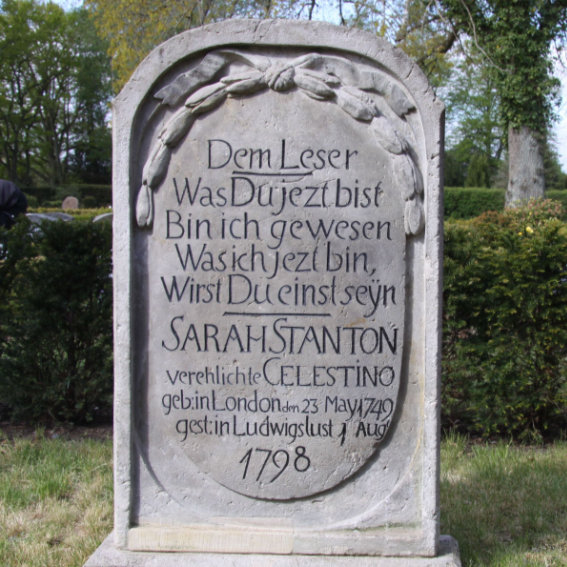 Dem Leser
Was Du jezt bist
Bin ich gewesen
Was ich jezt bin,
Wirst Du einst seÿn
SARAH STANTON
verehlichte CELESTINO
geb: in London den 23 May 1749
gest: in Ludwigslust 1 Aug
1798